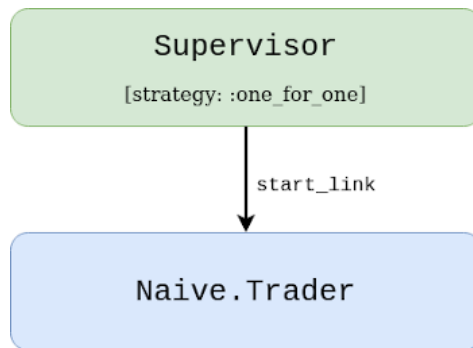 Supervisor
[strategy: :one_for_one]
start_link
Naive.Trader